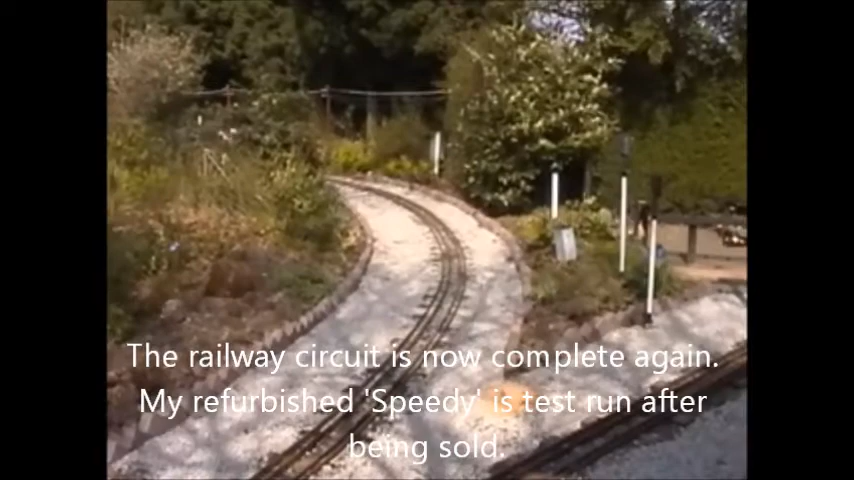 The railway circuit is now complete again.
My refurbished 'Speedy' is test run after
being sold.